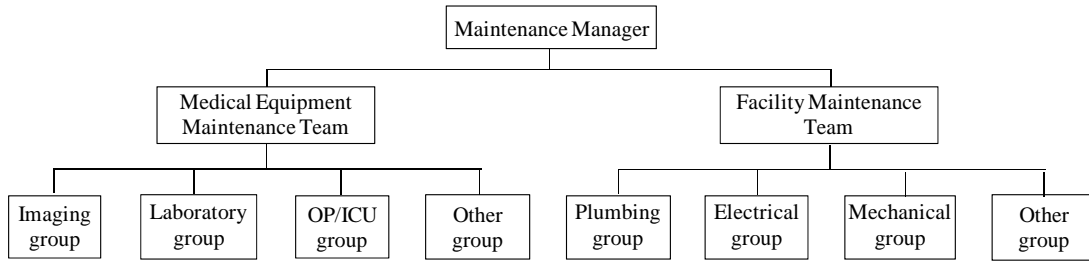 Maintenance Manager
Medical Equipment
Maintenance Team
Facility Maintenance
Team
Imaging
group
Laboratory
group
OP/ICU
group
Other
group
Plumbing
group
Electrical
group
Mechanical
group
Other
group